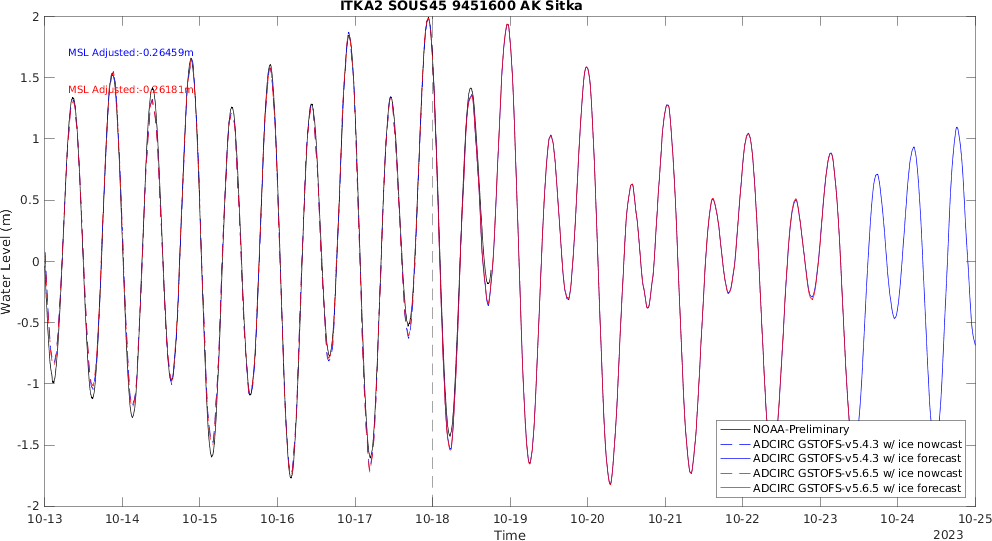 ITKA2 SOUS45 9451600 AK Sitka
MSL Adjusted:-0.26459m
MSL Adjusted:-0.26181m
Water Level (m)
2
1.5
1
0.5
0
-0.5
-1
-1.5
-2
NOAA-Preliminary
ADCIRC GSTOFS-v5.4.3 w/ ice nowcast
ADCIRC GSTOFS-v5.4.3 w/ ice forecast
ADCIRC GSTOFS-v5.6.5 w/ ice nowcast
ADCIRC GSTOFS-v5.6.5 w/ ice forecast
10-13 10-14 10-15 10-16 10-17 10-18 10-19 10-20 10-21 10-22 10-23 10-24 10-25
Time
2023